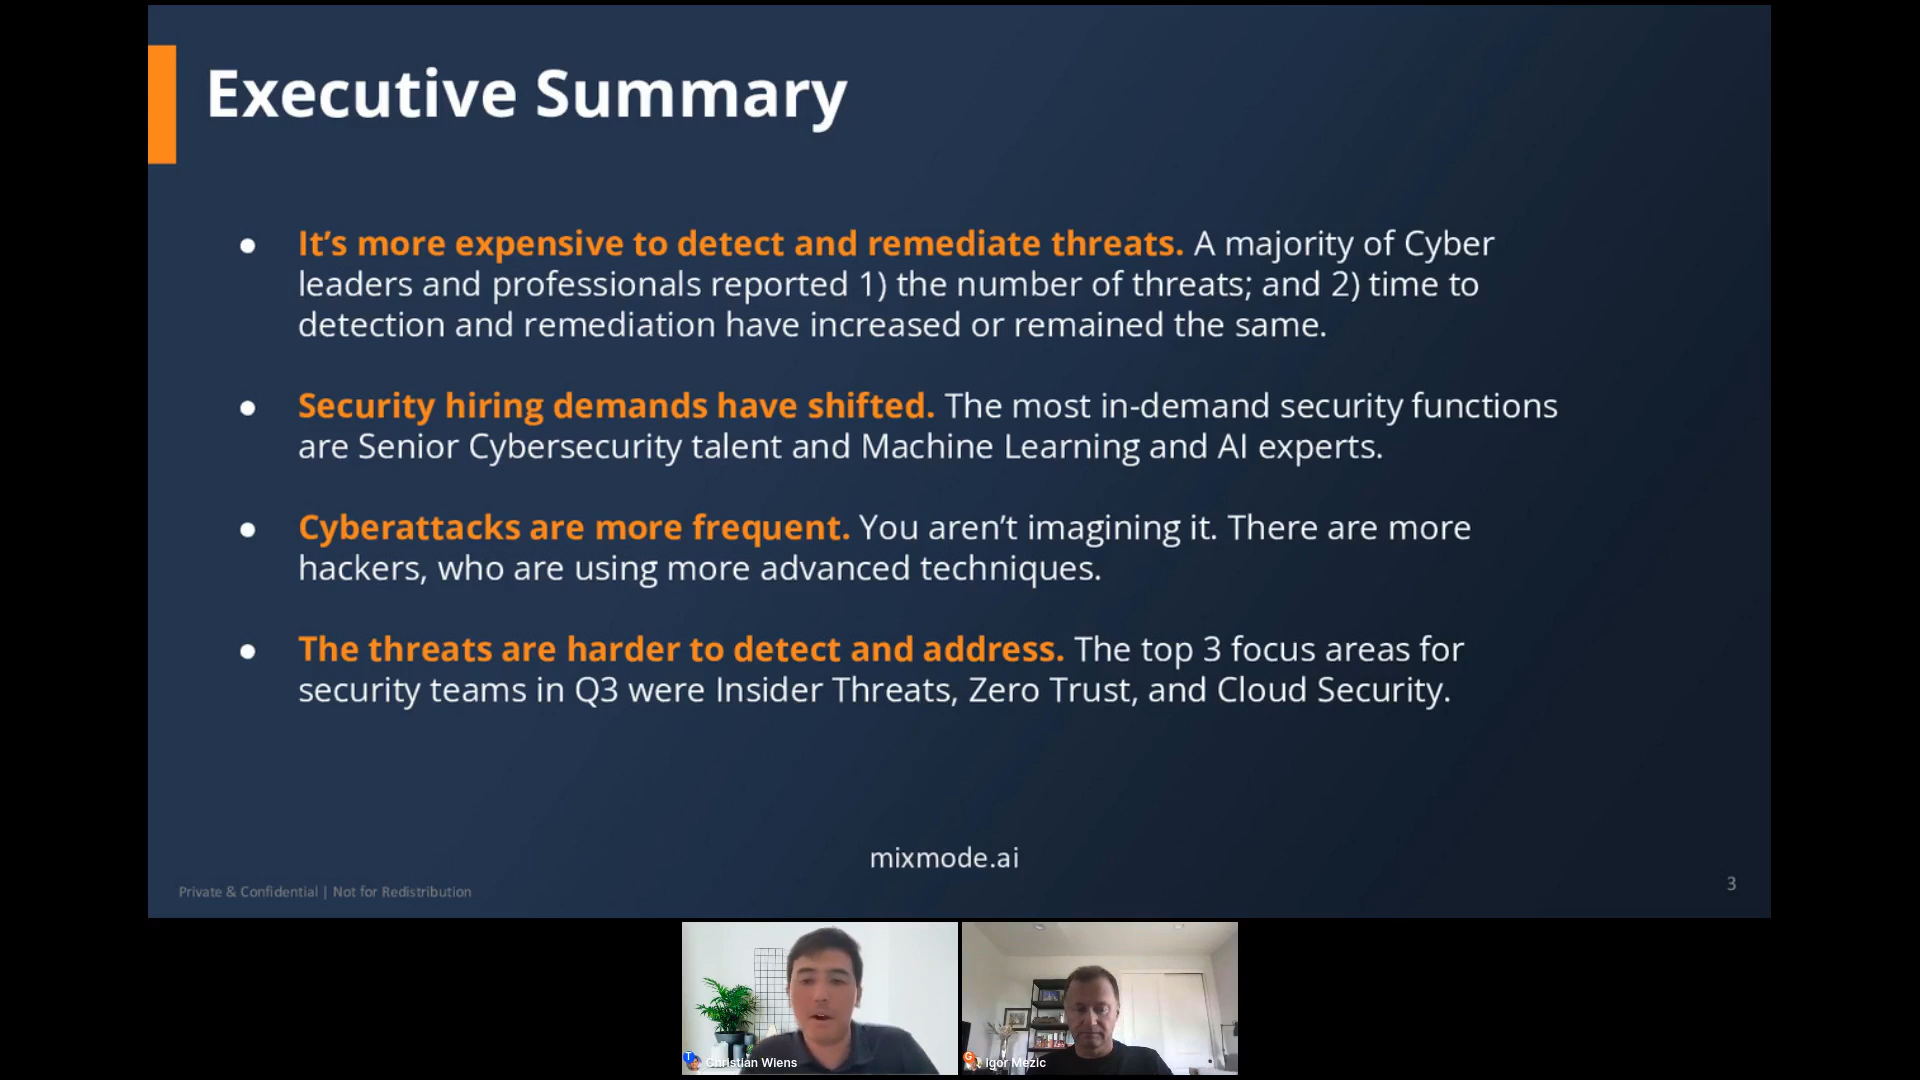 Executive Summary
● It’s more expensive to detect and remediate threats. A majority of Cyber
leaders and professionals reported 1) the number of threats; and 2) time to
detection and remediation have increased or remained the same.
● Security hiring demands have shifted. The most in-demand security functions
are Senior Cybersecurity talent and Machine Learning and AI experts.
● Cyberattacks are more frequent. You aren’t imagining it. There are more
hackers, who are using more advanced techniques.
● The threats are harder to detect and address. The top 3 focus areas for
security teams in Q3 were Insider Threats, Zero Trust, and Cloud Security.
mixmode.ai
Private & Confidential | Not for Redistribution
3
Christian Wiens
Igor Mezic